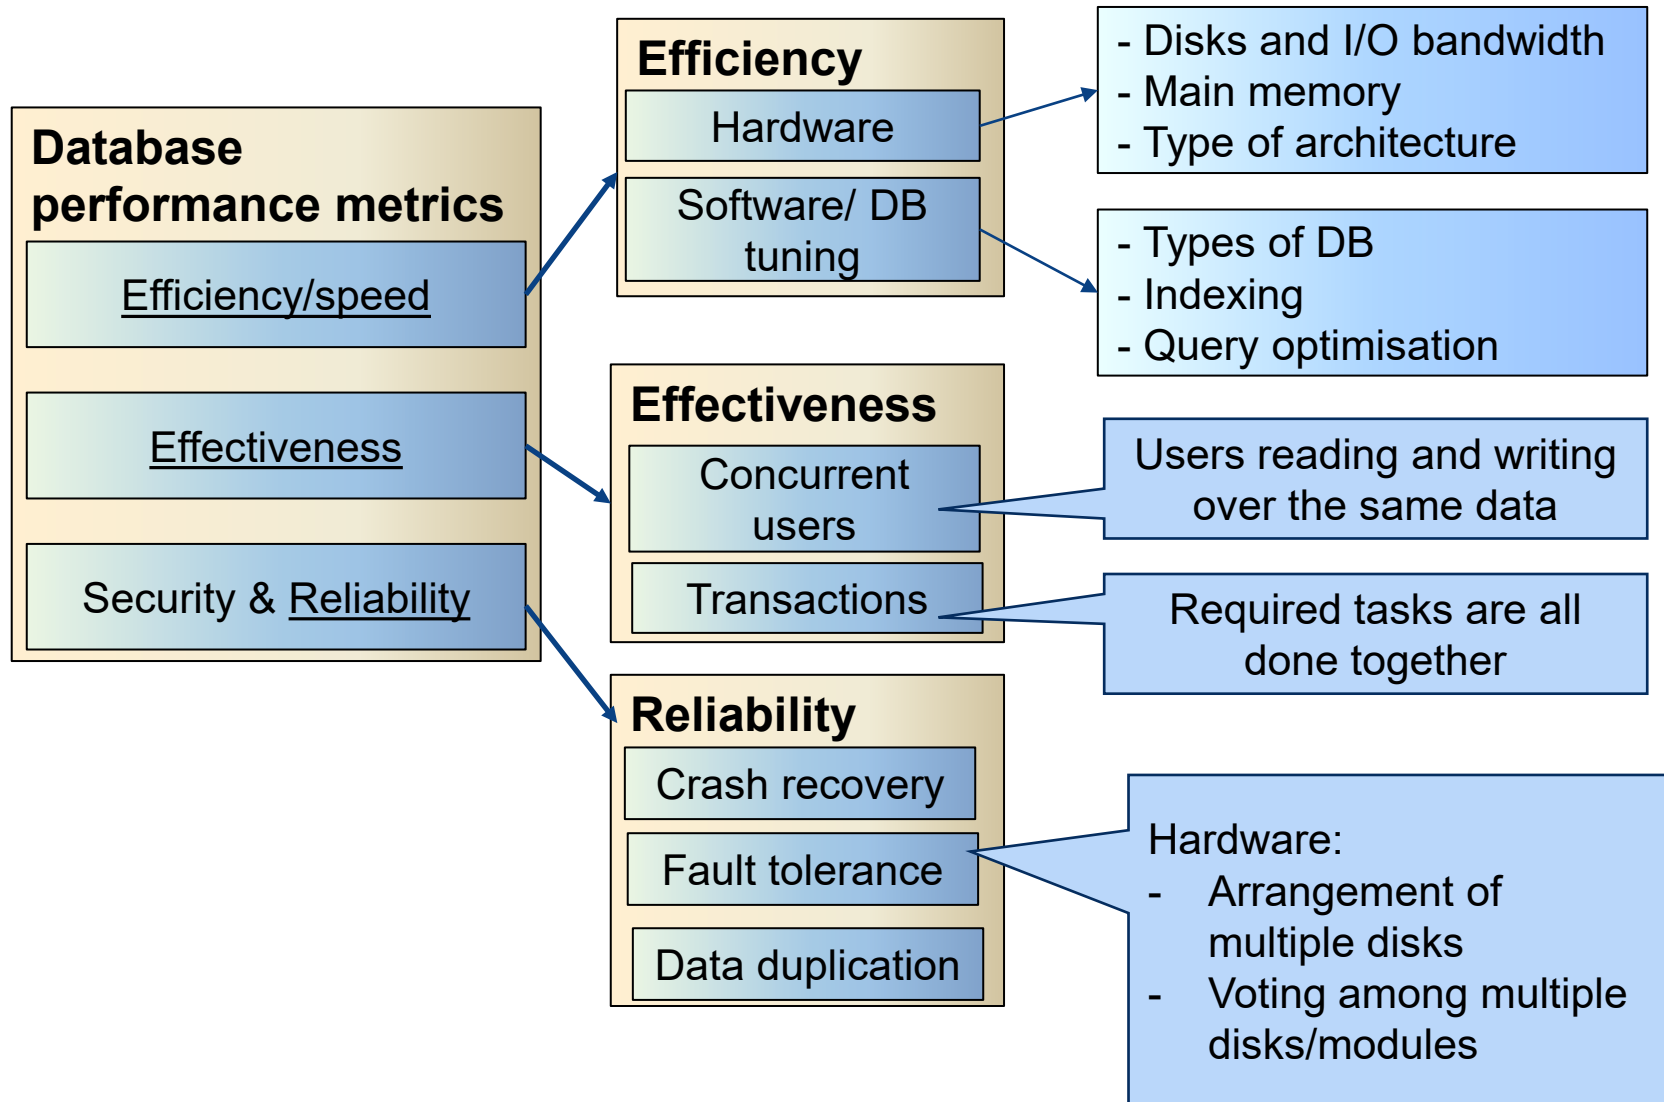 Database
performance metrics
Efficiency/speed
Effectiveness
Security & Reliability
Efficiency
Hardware
Software/ DB
tuning
- Disks and I/O bandwidth
- Main memory
- Type of architecture
- Types of DB
- Indexing
- Query optimisation
Effectiveness
Concurrent
users
Transactions
Users reading and writing
over the same data
Required tasks are all
done together
Reliability
Crash recovery
Fault tolerance
Data duplication
Hardware:
- Arrangement of
multiple disks
- Voting among multiple
disks/modules